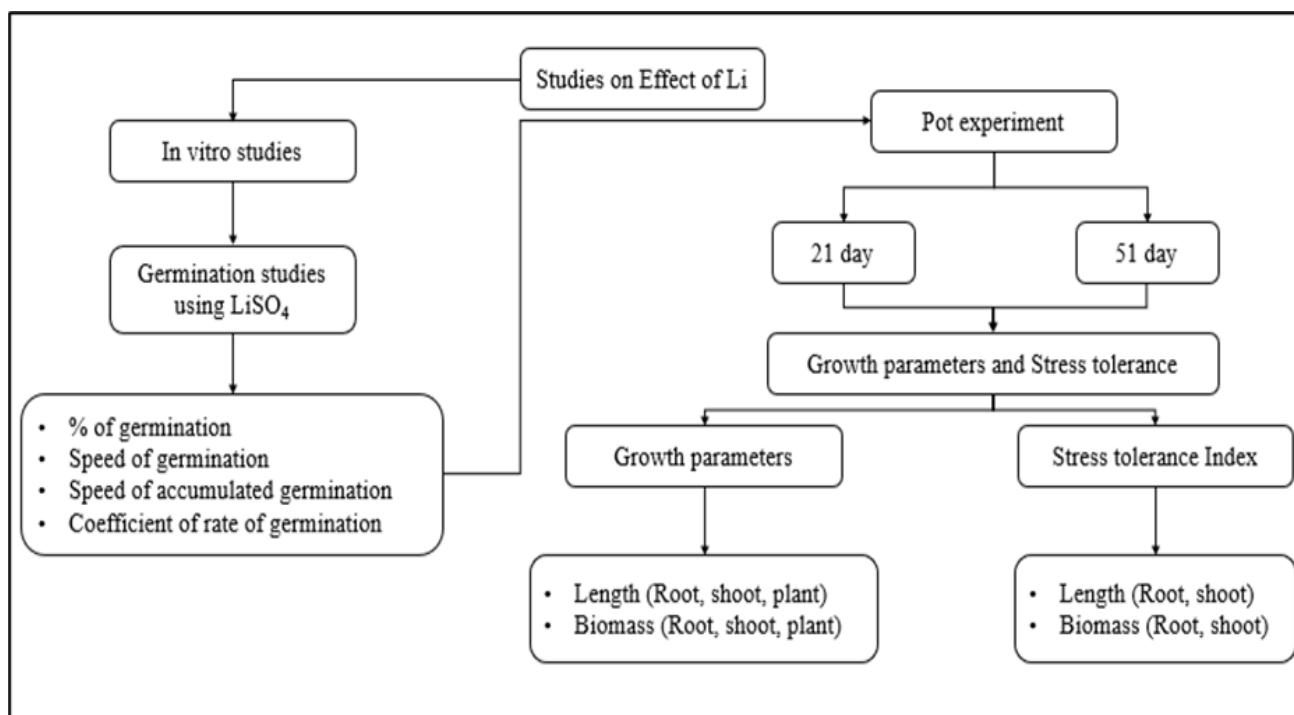 Studies on Effect of Li
In vitro studies
Germination studies
using LiSO₄
• % of germination
• Speed of germination
• Speed of accumulated germination
• Coefficient of rate of germination
Pot experiment
21 day
51 day
Growth parameters and Stress tolerance
Growth parameters
Stress tolerance Index
• Length (Root, shoot, plant)
• Biomass (Root, shoot, plant)
• Length (Root, shoot)
• Biomass (Root, shoot)